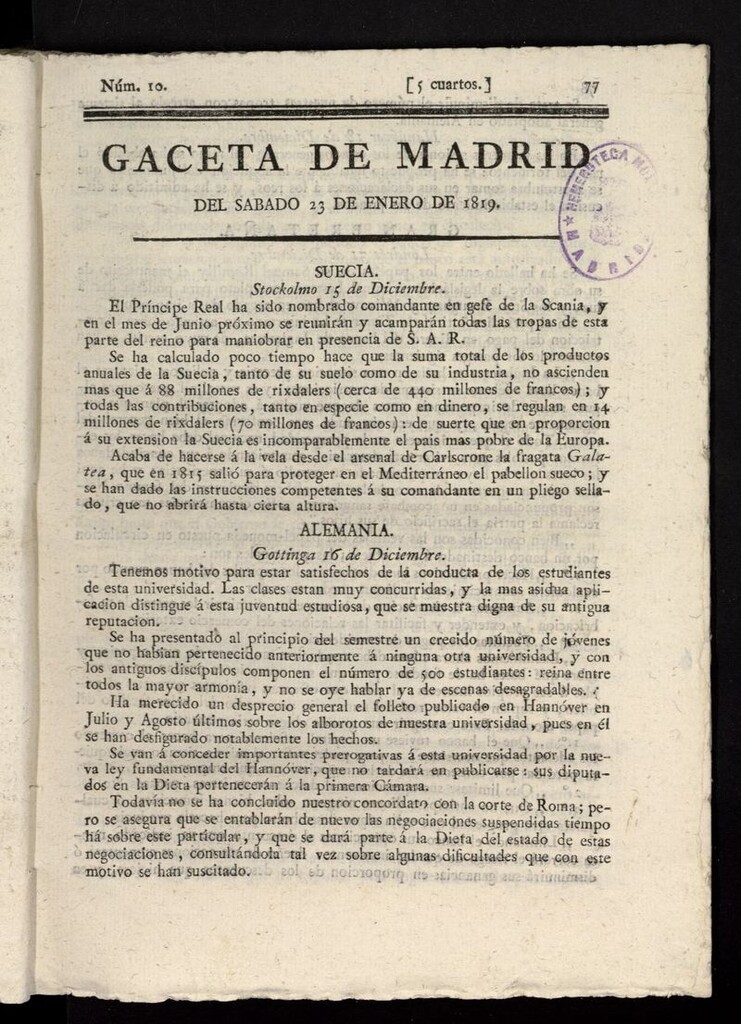 Núm. 10. [5 cuartos.] 77
GACETA DE MADRID
DEL SABADO 23 DE ENERO DE 1819.
HEMEROTECA
MADRID
SUECIA.
Stockolmo 15 de Diciembre.
El Príncipe Real ha sido nombrado comandante en gefe de la Scania, y
en el mes de Junio próximo se reunirán y acamparán todas las tropas de esta
parte del reino para maniobrar en presencia de S. A. R.
Se ha calculado poco tiempo hace que la suma total de los productos
anuales de la Suecia, tanto de su suelo como de su industria, no ascienden
mas que á 88 millones de rixdalers (cerca de 440 millones de francos); y
todas las contribuciones, tanto en especie como en dinero, se regulan en 14
millones de rixdalers (70 millones de francos): de suerte que en proporcion
á su extension la Suecia es incomparablemente el pais mas pobre de la Europa.
Acaba de hacerse á la vela desde el arsenal de Carlscrone la fragata Gala-
tea, que en 1815 salió para proteger en el Mediterráneo el pabellon sueco; y
se han dado las instrucciones competentes á su comandante en un pliego sella-
do, que no abrirá hasta cierta altura.
ALEMANIA.
Gottinga 16 de Diciembre.
Tenemos motivo para estar satisfechos de la conducta de los estudiantes
de esta universidad. Las clases estan muy concurridas, y la mas asidua apli-
cacion distingue á esta juventud estudiosa, que se muestra digna de su antigua
reputacion.
Se ha presentado al principio del semestre un crecido número de jóvenes
que no habian pertenecido anteriormente á ninguna otra universidad, y con
los antiguos discípulos componen el número de 500 estudiantes: reina entre
todos la mayor armonía, y no se oye hablar ya de escenas desagradables.
Ha merecido un desprecio general el folleto publicado en Hannóver en
Julio y Agosto últimos sobre los alborotos de nuestra universidad, pues en él
se han desfigurado notablemente los hechos.
Se van á conceder importantes prerogativas á esta universidad por la nue-
va ley fundamental del Hannóver, que no tardará en publicarse: sus diputa-
dos en la Dieta pertenecerán á la primera Cámara.
Todavía no se ha concluido nuestro concordato con la corte de Roma; pe-
ro se asegura que se entablarán de nuevo las negociaciones suspendidas tiempo
há sobre este particular, y que se dará parte á la Dieta del estado de estas
negociaciones, consultándola tal vez sobre algunas dificultades que con este
motivo se han suscitado.